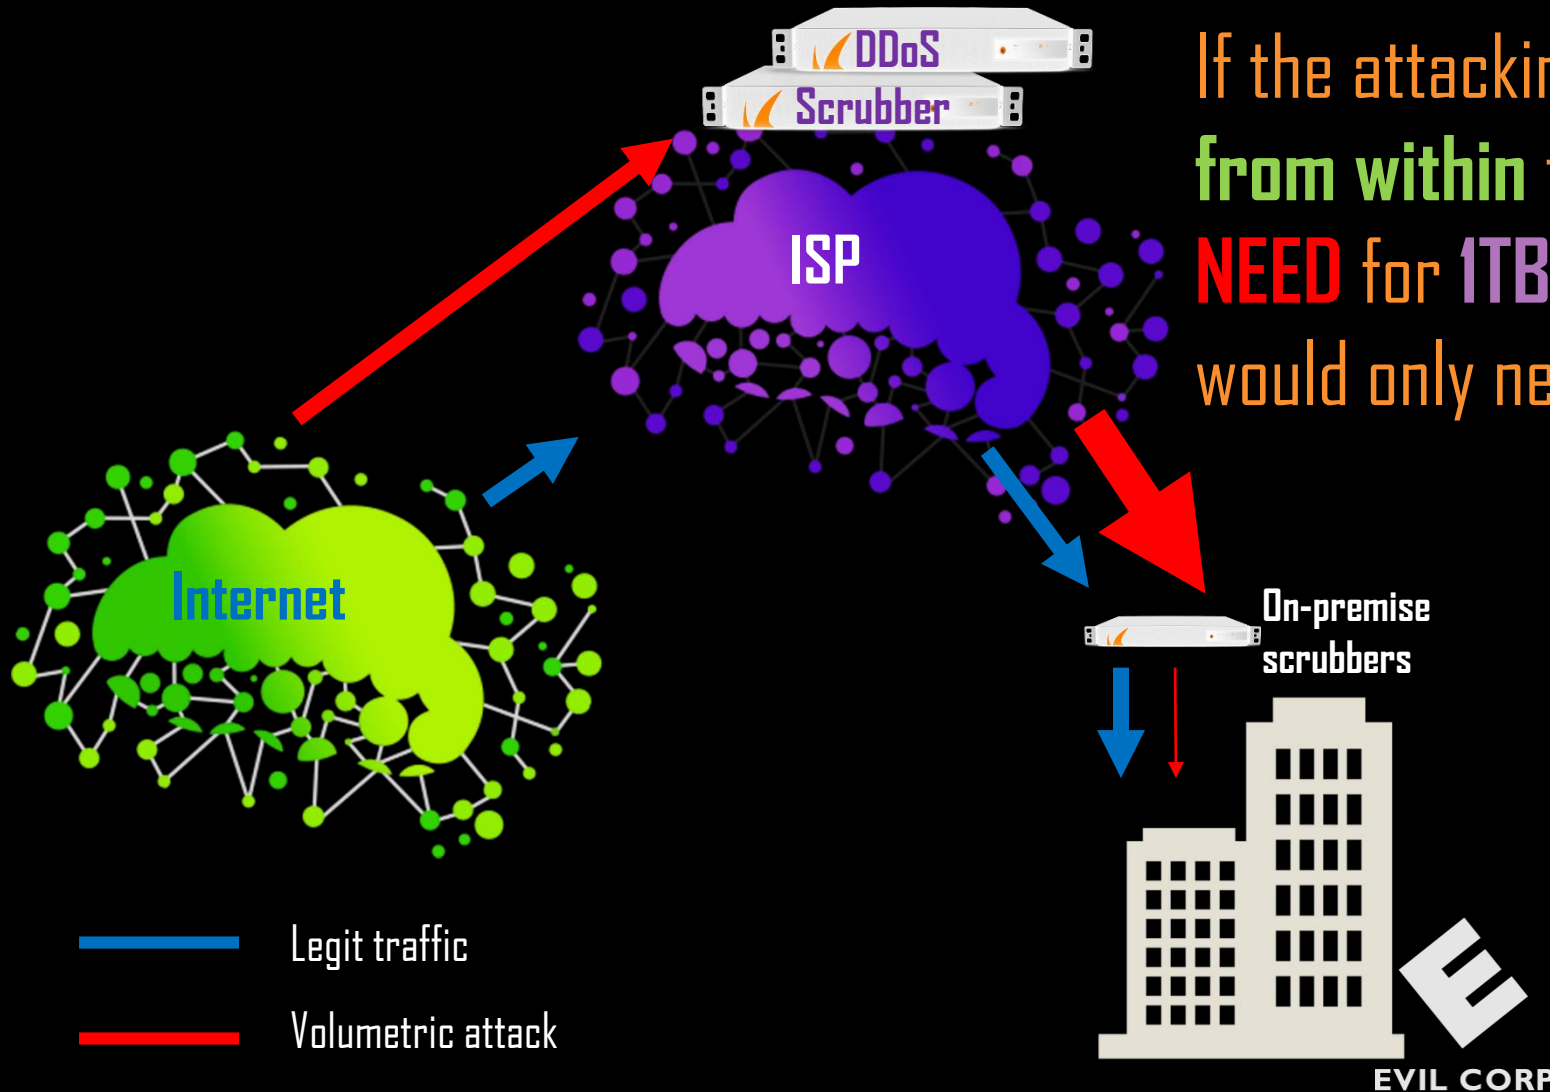 DDoS
Scrubber
If the attackin
from within
NEED for 1TB
would only ne
ISP
Internet
On-premise
scrubbers
Legit traffic
Volumetric attack
E
EVIL CORP